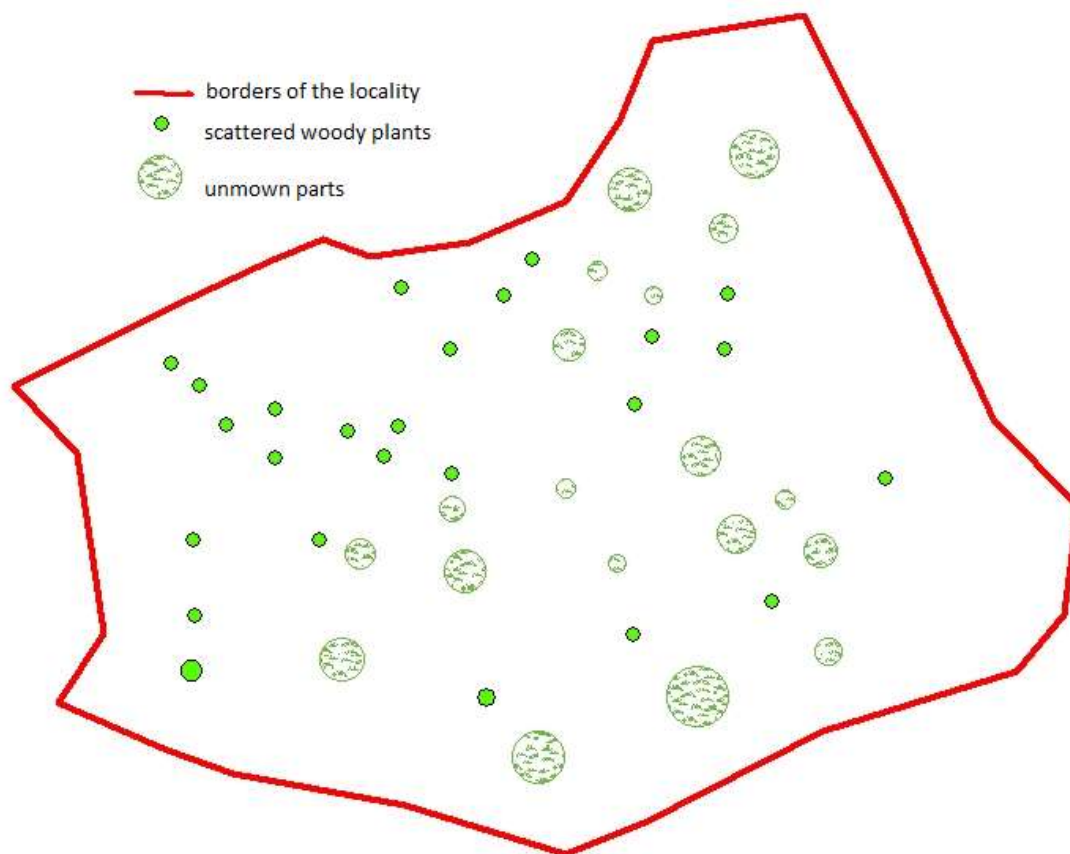 borders of the locality
scattered woody plants
unmown parts